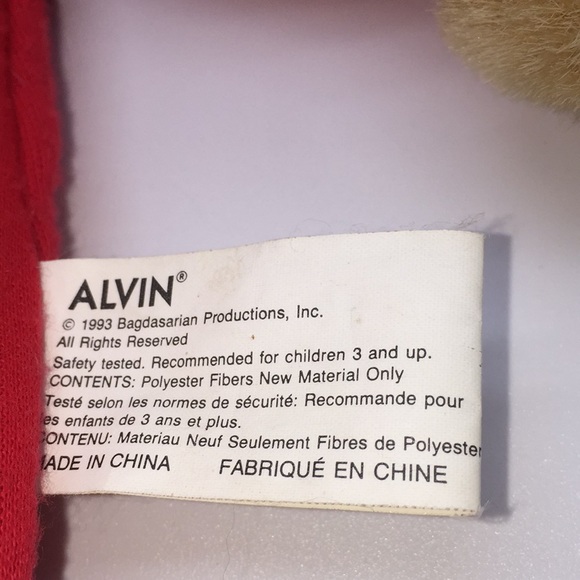 ALVIN®
© 1993 Bagdasarian Productions, Inc.
All Rights Reserved
Safety tested. Recommended for children 3 and up.
CONTENTS: Polyester Fibers New Material Only
Testé selon les normes de sécurité: Recommande pour
es enfants de 3 ans et plus.
CONTENU: Materiau Neuf Seulement Fibres de Polyester
MADE IN CHINA FABRIQUÉ EN CHINE